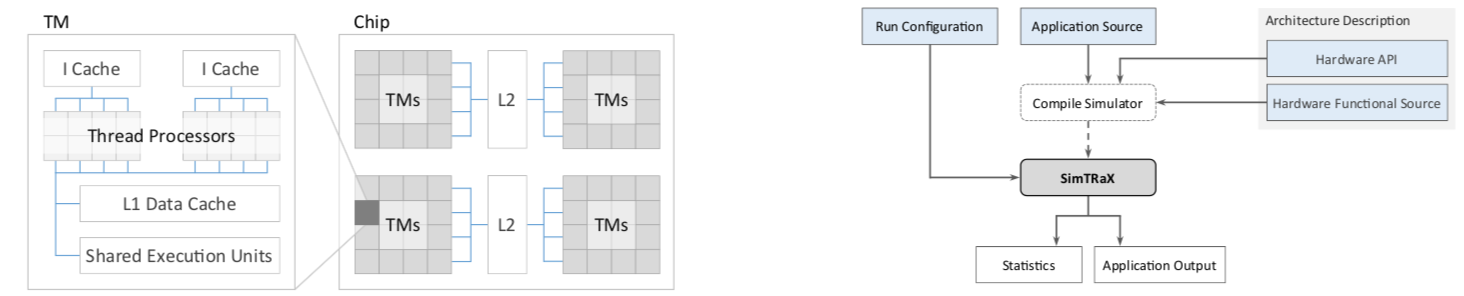 TM
I Cache
I Cache
Thread Processors
L1 Data Cache
Shared Execution Units
Chip
TMs
L2
TMs
TMs
L2
TMs
Run Configuration
Application Source
Architecture Description
Hardware API
Compile Simulator
Hardware Functional Source
SimTRaX
Statistics
Application Output